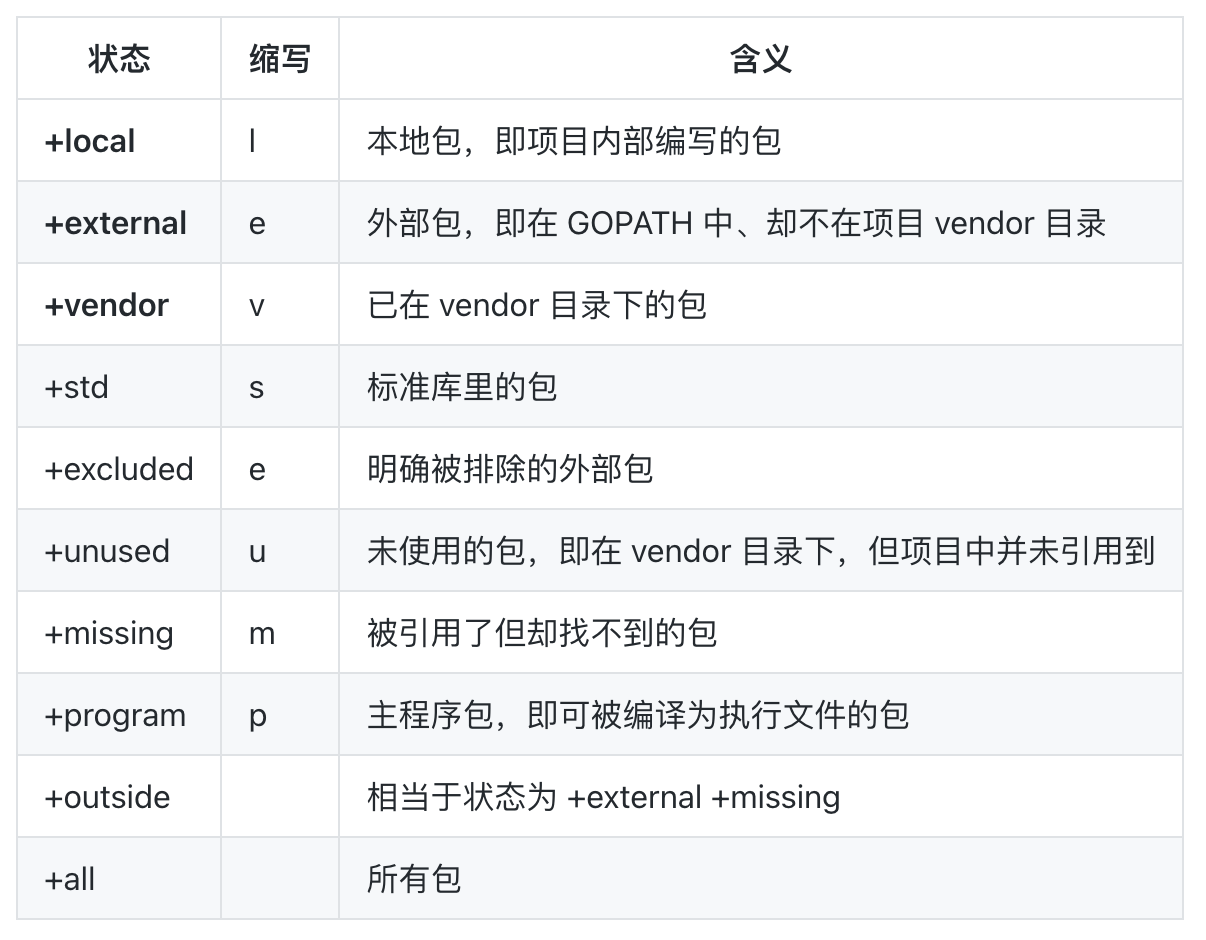 状态 缩写 含义
+local l 本地包，即项目内部编写的包
+external e 外部包，即在 GOPATH 中、却不在项目 vendor 目录
+vendor v 已在 vendor 目录下的包
+std s 标准库里的包
+excluded e 明确被排除的外部包
+unused u 未使用的包，即在 vendor 目录下，但项目中并未引用到
+missing m 被引用了但却找不到的包
+program p 主程序包，即可被编译为执行文件的包
+outside 相当于状态为 +external +missing
+all 所有包